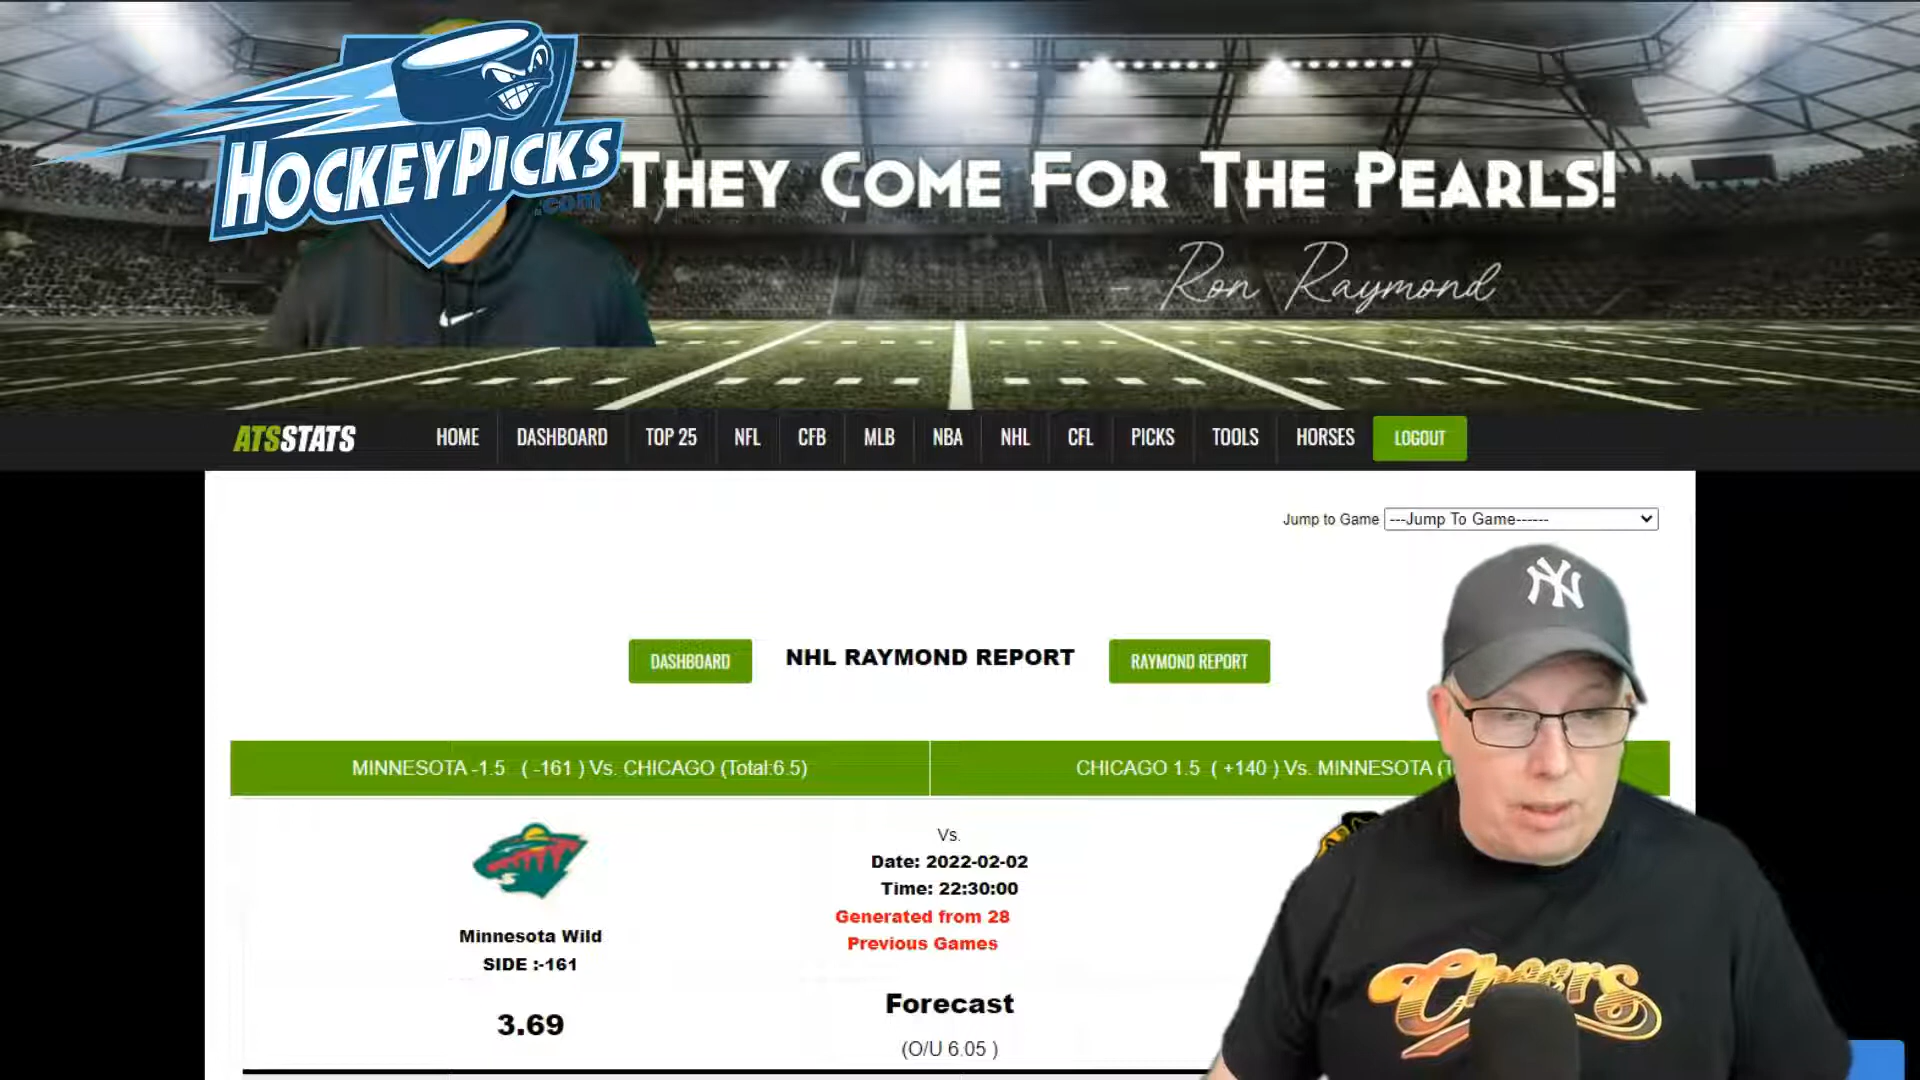 HOCKEYPICKS
.com
THEY COME FOR THE PEARLS!
- Ron Raymond
ATSSTATS
HOME
DASHBOARD
TOP 25
NFL
CFB
MLB
NBA
NHL
CFL
PICKS
TOOLS
HORSES
LOGOUT
Jump to Game
---Jump To Game------
NY
DASHBOARD
NHL RAYMOND REPORT
RAYMOND REPORT
MINNESOTA -1.5 ( -161 ) Vs. CHICAGO (Total:6.5)
CHICAGO 1.5 ( +140 ) Vs. MINNESOTA (T
Vs.
Date: 2022-02-02
Time: 22:30:00
Generated from 28
Previous Games
Minnesota Wild
SIDE :-161
3.69
Forecast
(O/U 6.05 )
Cheers